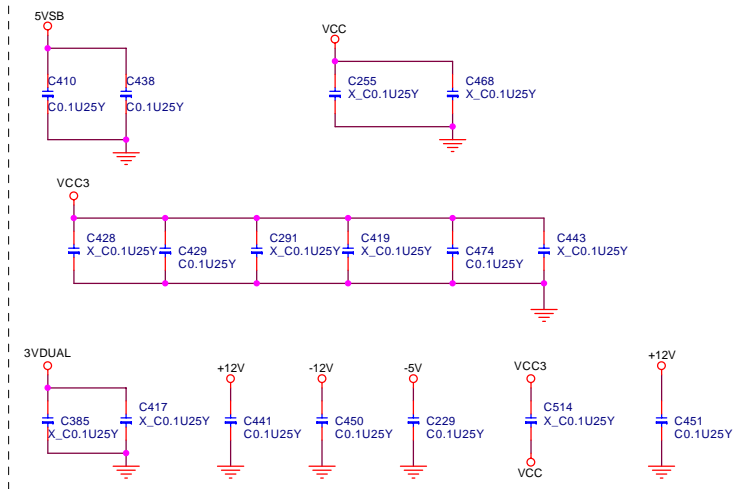 5VSB
C410
C0.1U25Y
C438
C0.1U25Y
VCC
C255
X_C0.1U25Y
C468
X_C0.1U25Y
VCC3
C428
X_C0.1U25Y
C429
C0.1U25Y
C291
X_C0.1U25Y
C419
X_C0.1U25Y
C474
C0.1U25Y
C443
X_C0.1U25Y
3VDUAL
C385
X_C0.1U25Y
C417
X_C0.1U25Y
+12V
C441
C0.1U25Y
-12V
C450
C0.1U25Y
-5V
C229
C0.1U25Y
VCC3
C514
X_C0.1U25Y
VCC
+12V
C451
C0.1U25Y